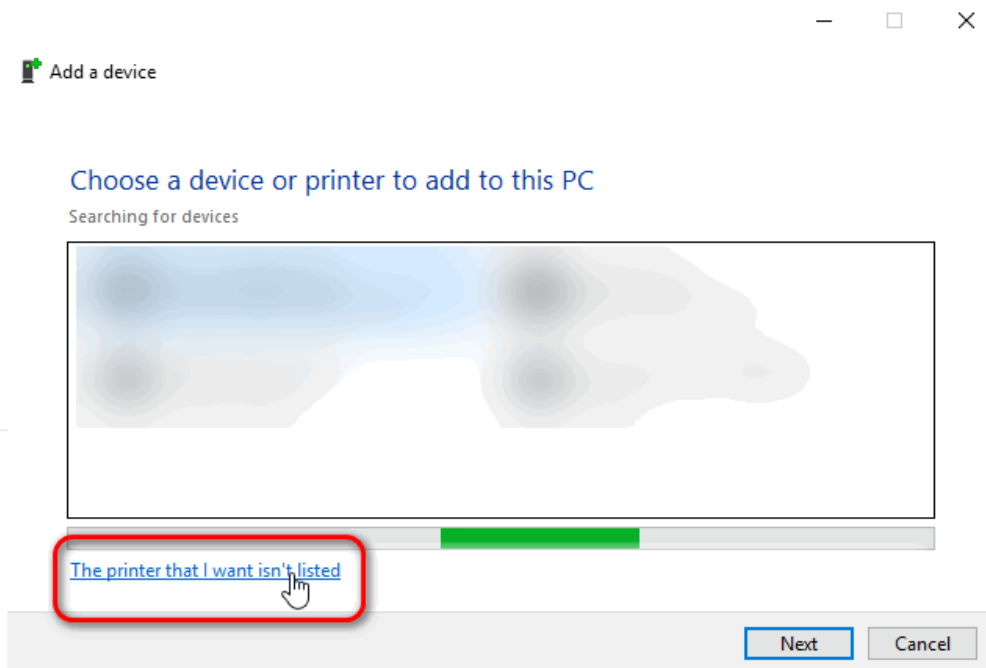 Add a device
Choose a device or printer to add to this PC
Searching for devices
The printer that I want isn't listed
Next
Cancel